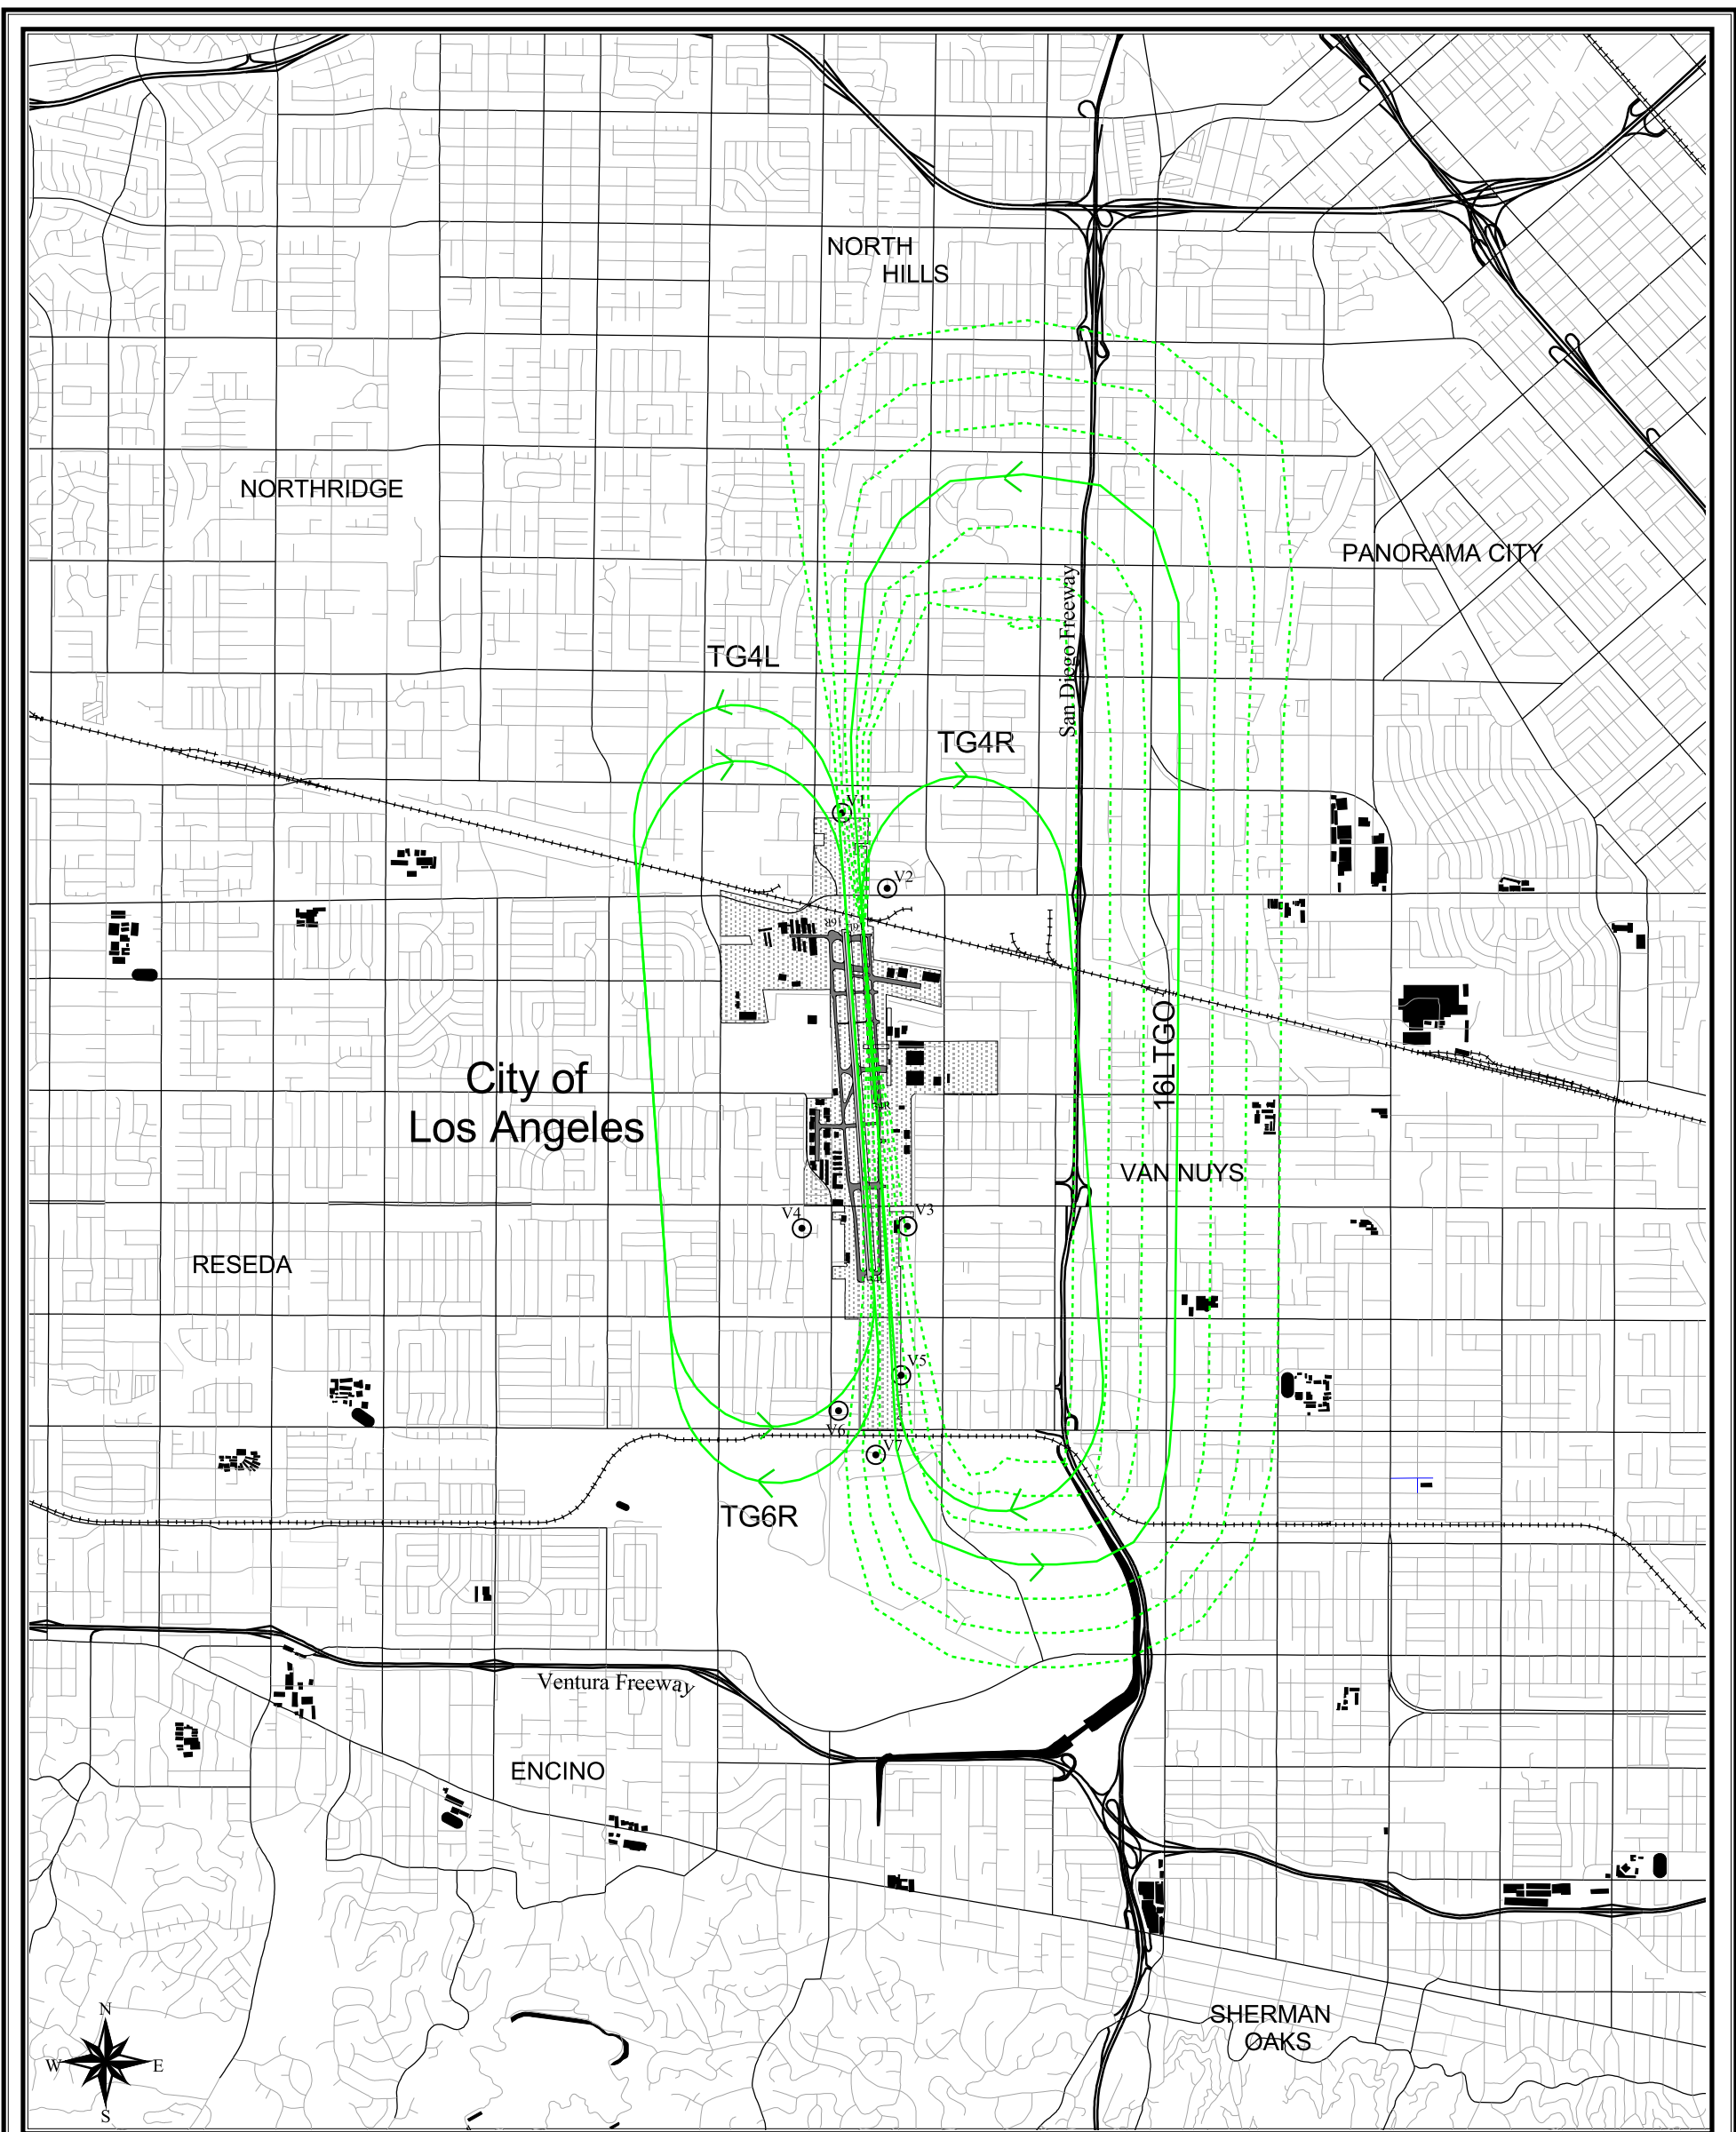 NORTH
HILLS
NORTHRIDGE
PANORAMA CITY
San Diego Freeway
TG4L
TG4R
V1
V2
16R
16LTGO
City of
Los Angeles
VAN NUYS
V4
V3
RESEDA
V5
V6
V7
TG6R
Ventura Freeway
ENCINO
SHERMAN
OAKS
N
W
E
S